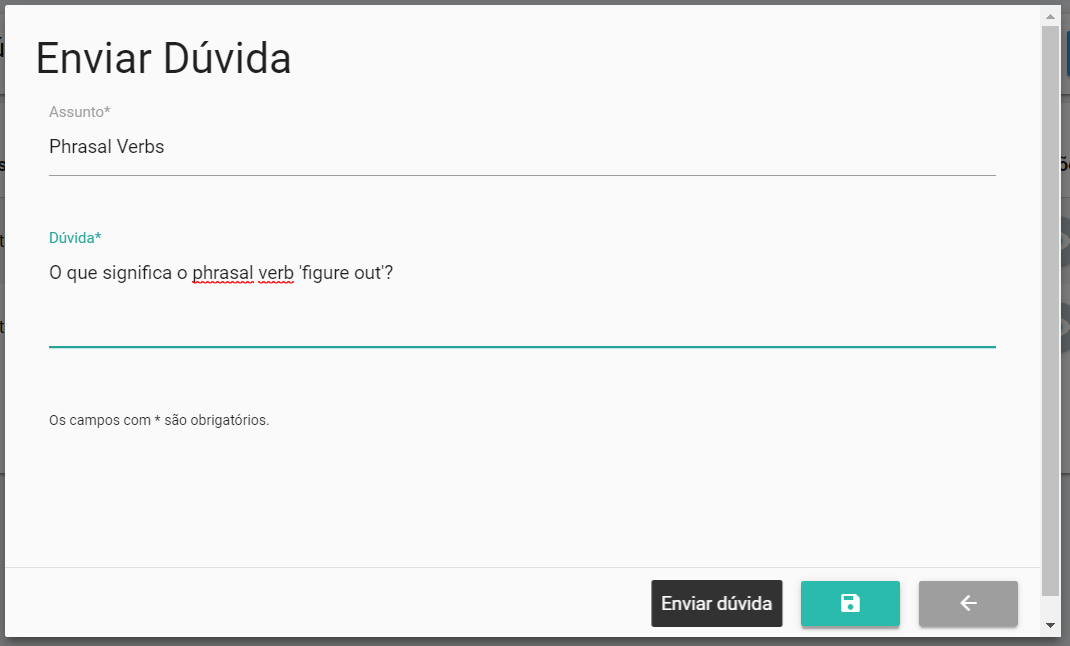 Enviar Dúvida
Assunto*
Phrasal Verbs
Dúvida*
O que significa o phrasal verb 'figure out'?
Os campos com * são obrigatórios.
Enviar dúvida